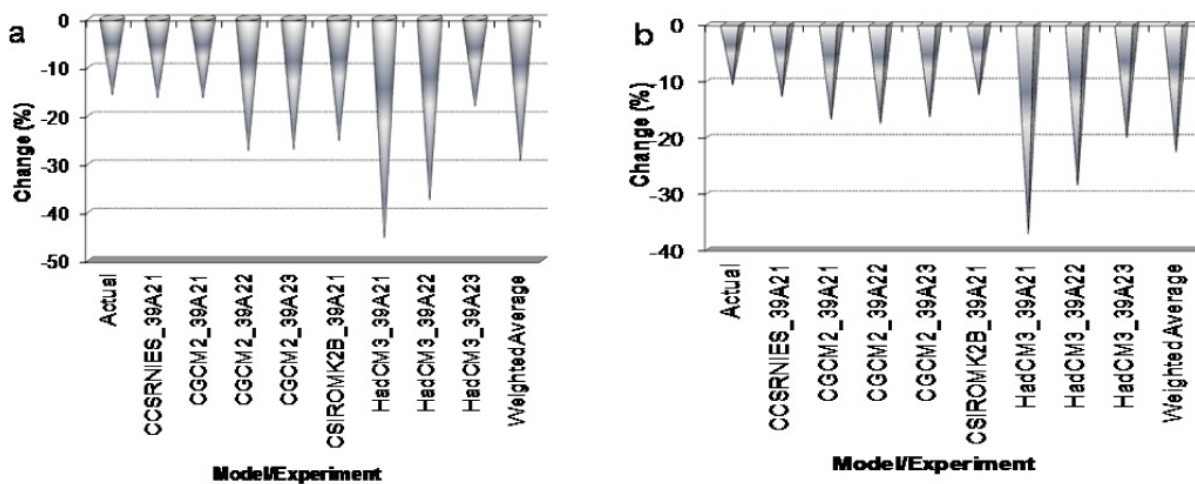 a
Change (%)
0
-10
-20
-30
-40
-50
Actual
CCSRNIES_39A21
CGCM2_39A21
CGCM2_39A22
CGCM2_39A23
CSIROMK2B_39A21
HadCM3_39A21
HadCM3_39A22
HadCM3_39A23
Weighted Average
Model/Experiment
b
Change (%)
0
-10
-20
-30
-40
Actual
CCSRNIES_39A21
CGCM2_39A21
CGCM2_39A22
CGCM2_39A23
CSIROMK2B_39A21
HadCM3_39A21
HadCM3_39A22
HadCM3_39A23
Weighted Average
Model/Experiment